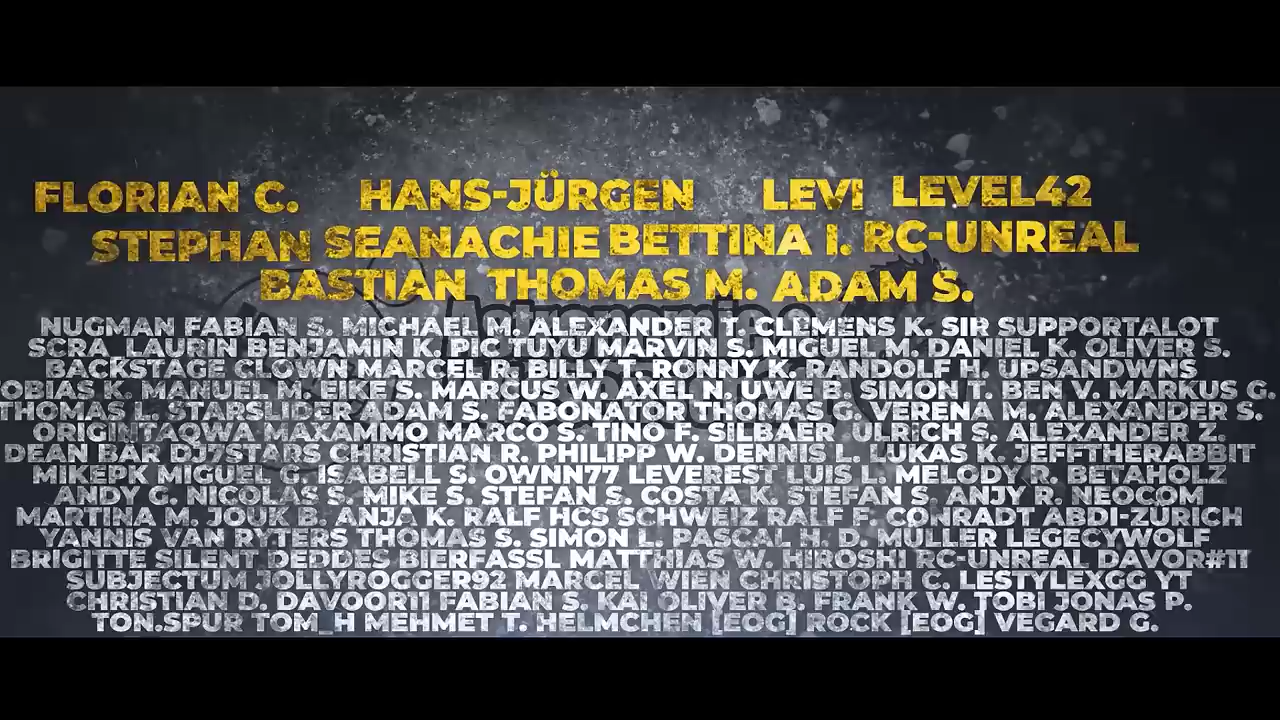 FLORIAN C. HANS-JÜRGEN LEVI LEVEL42
STEPHAN SEANACHIE BETTINA I. RC-UNREAL
BASTIAN THOMAS M. ADAM S.
NUGMAN FABIAN S. MICHAEL M. ALEXANDER T. CLEMENS K. SIR SUPPORTALOT
SCRA_LAURIN BENJAMIN K. PIC TUYU MARVIN S. MIGUEL M. DANIEL K. OLIVER S.
BACKSTAGE CLOWN MARCEL R. BILLY T. RONNY K. RANDOLF H. UPSANDWNS
OBIAS K. MANUEL M. EIKE S. MARCUS W. AXEL N. UWE B. SIMON T. BEN V. MARKUS G.
THOMAS L. STARSLIDER ADAM S. FABONATOR THOMAS G. VERENA M. ALEXANDER S.
ORIGINTAQWA MAXAMMO MARCO S. TINO F. SILBAER_ULRICH S. ALEXANDER Z.
DEAN BAR DJ7STARS CHRISTIAN R. PHILIPP W. DENNIS L. LUKAS K. JEFFTHERABBIT
MIKEPK MIGUEL G. ISABELL S. OWNN77 LEVEREST LUIS L. MELODY R. BETAHOLZ
ANDY G. NICOLAS S. MIKE S. STEFAN S. COSTA K. STEFAN S. ANJY R. NEOCOM
MARTINA M. JOUK B. ANJA K. RALF HCS SCHWEIZ RALF F. CONRADT ABDI-ZÜRICH
YANNIS VAN RYTERS THOMAS S. SIMON L. PASCAL H. D. MÜLLER LEGECYWOLF
BRIGITTE SILENT DEDDES BIERFASSL MATTHIAS W. HIROSHI RC-UNREAL DAVOR#11
SUBJECTUM JOLLYROGGER92 MARCEL WIEN CHRISTOPH C. LESTYLEXGG YT
CHRISTIAN D. DAVOOR11 FABIAN S. KAI OLIVER B. FRANK W. TOBI JONAS P.
TON.SPUR TOM_H MEHMET T. HELMCHEN [EOG] ROCK [EOG] VEGARD G.